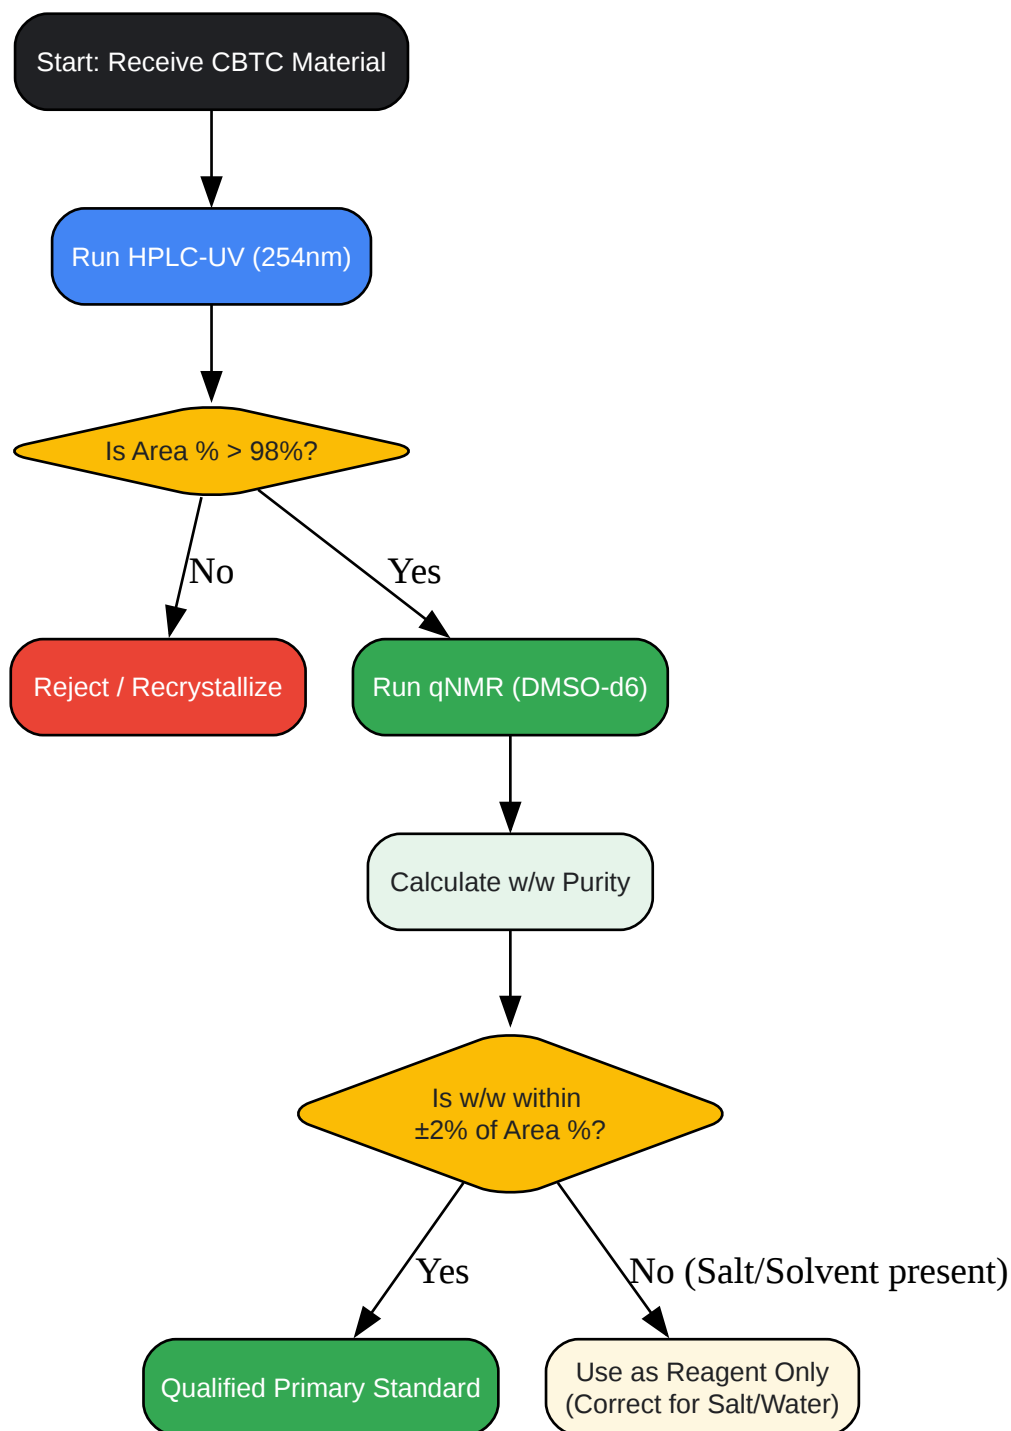 Start: Receive CBTC Material
Run HPLC-UV (254nm)
Is Area % > 98%?
No
Yes
Reject / Recrystallize
Run qNMR (DMSO-d6)
Calculate w/w Purity
Is w/w within
±2% of Area %?
Yes
No (Salt/Solvent present)
Qualified Primary Standard
Use as Reagent Only
(Correct for Salt/Water)